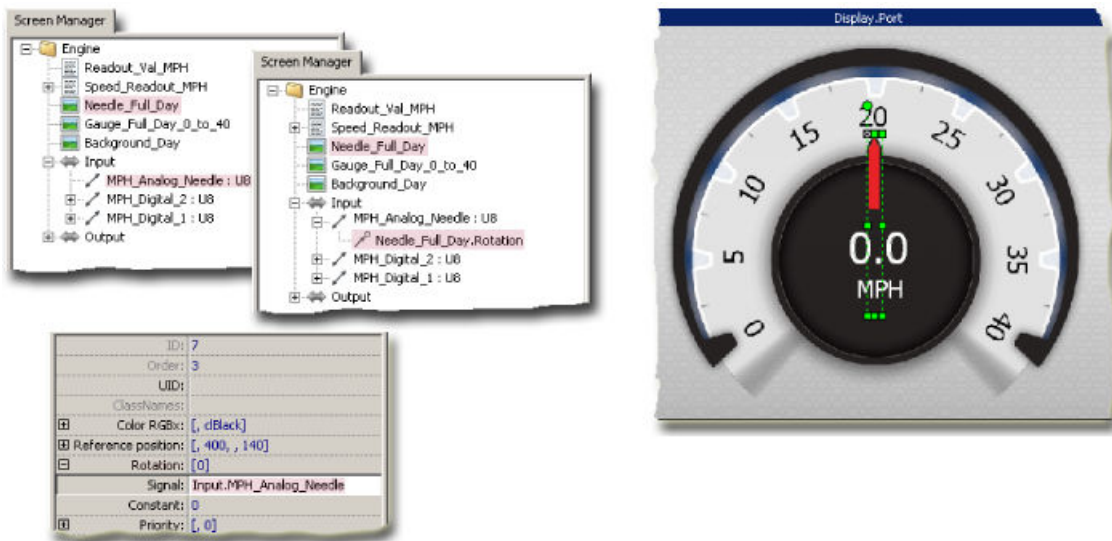 Screen Manager
Engine
Readout_Val_MPH
Speed_Readout_MPH
Needle_Full_Day
Gauge_Full_Day_0_to_40
Background_Day
Input
MPH_Analog_Needle : U8
MPH_Digital_2 : U8
MPH_Digital_1 : U8
Output
Screen Manager
Engine
Readout_Val_MPH
Speed_Readout_MPH
Needle_Full_Day
Gauge_Full_Day_0_to_40
Background_Day
Input
MPH_Analog_Needle : U8
Needle_Full_Day.Rotation
MPH_Digital_2 : U8
MPH_Digital_1 : U8
Output
ID: 7
Order: 3
UID:
ClassNames:
Color RGBx: [, clBlack]
Reference position: [, 400, , 140]
Rotation: [0]
Signal: Input.MPH_Analog_Needle
Constant: 0
Priority: [, 0]
Display.Port
0
5
10
15
20
25
30
35
40
0.0
MPH